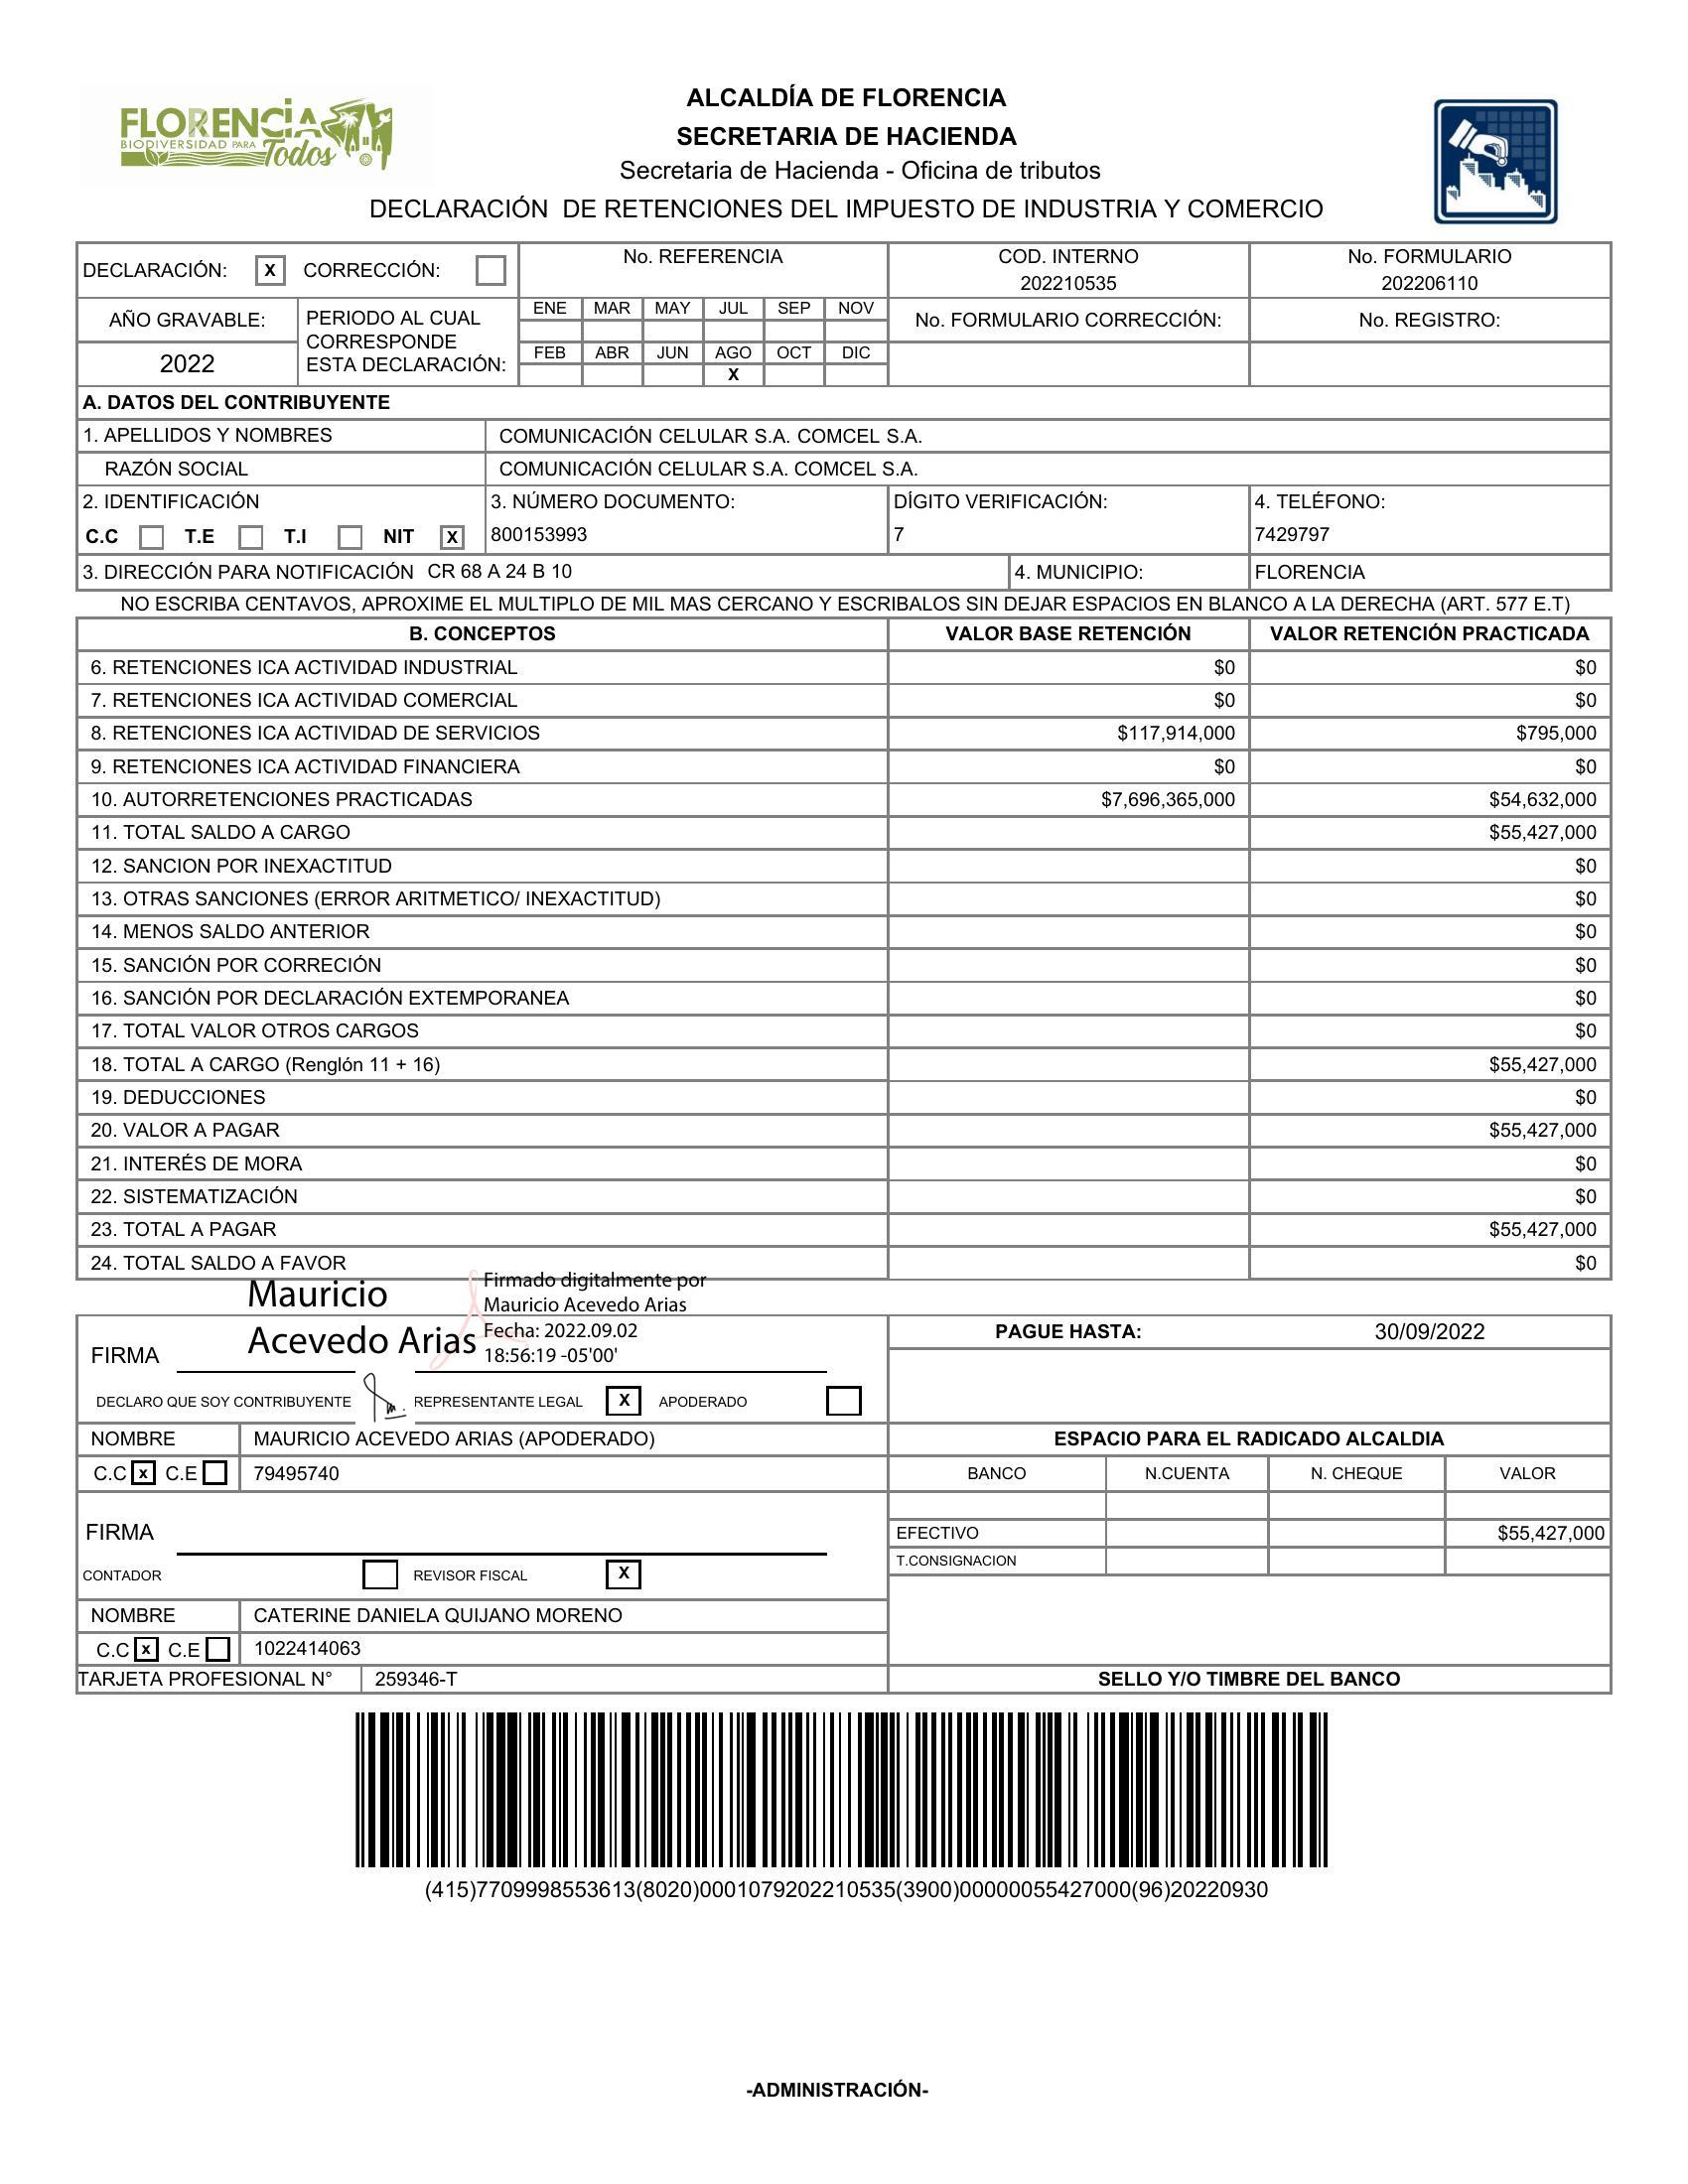 FLORENCIA
BIODIVERSIDAD PARA Todos
ALCALDÍA DE FLORENCIA
SECRETARIA DE HACIENDA
Secretaria de Hacienda - Oficina de tributos
DECLARACIÓN DE RETENCIONES DEL IMPUESTO DE INDUSTRIA Y COMERCIO
DECLARACIÓN: X CORRECCIÓN:
No. REFERENCIA
COD. INTERNO
202210535
No. FORMULARIO
202206110
AÑO GRAVABLE:
2022
PERIODO AL CUAL
CORRESPONDE
ESTA DECLARACIÓN:
ENE MAR MAY JUL SEP NOV
FEB ABR JUN AGO OCT DIC
X
No. FORMULARIO CORRECCIÓN:
No. REGISTRO:
A. DATOS DEL CONTRIBUYENTE
1. APELLIDOS Y NOMBRES COMUNICACIÓN CELULAR S.A. COMCEL S.A.
RAZÓN SOCIAL COMUNICACIÓN CELULAR S.A. COMCEL S.A.
2. IDENTIFICACIÓN 3. NÚMERO DOCUMENTO: DÍGITO VERIFICACIÓN: 4. TELÉFONO:
C.C T.E T.I NIT X 800153993 7 7429797
3. DIRECCIÓN PARA NOTIFICACIÓN CR 68 A 24 B 10 4. MUNICIPIO: FLORENCIA
NO ESCRIBA CENTAVOS, APROXIME EL MULTIPLO DE MIL MAS CERCANO Y ESCRIBALOS SIN DEJAR ESPACIOS EN BLANCO A LA DERECHA (ART. 577 E.T)
B. CONCEPTOS VALOR BASE RETENCIÓN VALOR RETENCIÓN PRACTICADA
6. RETENCIONES ICA ACTIVIDAD INDUSTRIAL $0 $0
7. RETENCIONES ICA ACTIVIDAD COMERCIAL $0 $0
8. RETENCIONES ICA ACTIVIDAD DE SERVICIOS $117,914,000 $795,000
9. RETENCIONES ICA ACTIVIDAD FINANCIERA $0 $0
10. AUTORRETENCIONES PRACTICADAS $7,696,365,000 $54,632,000
11. TOTAL SALDO A CARGO $55,427,000
12. SANCION POR INEXACTITUD $0
13. OTRAS SANCIONES (ERROR ARITMETICO/ INEXACTITUD) $0
14. MENOS SALDO ANTERIOR $0
15. SANCIÓN POR CORRECIÓN $0
16. SANCIÓN POR DECLARACIÓN EXTEMPORANEA $0
17. TOTAL VALOR OTROS CARGOS $0
18. TOTAL A CARGO (Renglón 11 + 16) $55,427,000
19. DEDUCCIONES $0
20. VALOR A PAGAR $55,427,000
21. INTERÉS DE MORA $0
22. SISTEMATIZACIÓN $0
23. TOTAL A PAGAR $55,427,000
24. TOTAL SALDO A FAVOR $0
Mauricio
Acevedo Arias
Firmado digitalmente por
Mauricio Acevedo Arias
Fecha: 2022.09.02
18:56:19 -05'00'
FIRMA
PAGUE HASTA: 30/09/2022
DECLARO QUE SOY CONTRIBUYENTE REPRESENTANTE LEGAL X APODERADO
NOMBRE MAURICIO ACEVEDO ARIAS (APODERADO)
C.C x C.E 79495740
ESPACIO PARA EL RADICADO ALCALDIA
BANCO N.CUENTA N. CHEQUE VALOR
EFECTIVO $55,427,000
T.CONSIGNACION
FIRMA
CONTADOR REVISOR FISCAL X
NOMBRE CATERINE DANIELA QUIJANO MORENO
C.C x C.E 1022414063
TARJETA PROFESIONAL N° 259346-T
SELLO Y/O TIMBRE DEL BANCO
(415)7709998553613(8020)0001079202210535(3900)00000055427000(96)20220930
-ADMINISTRACIÓN-